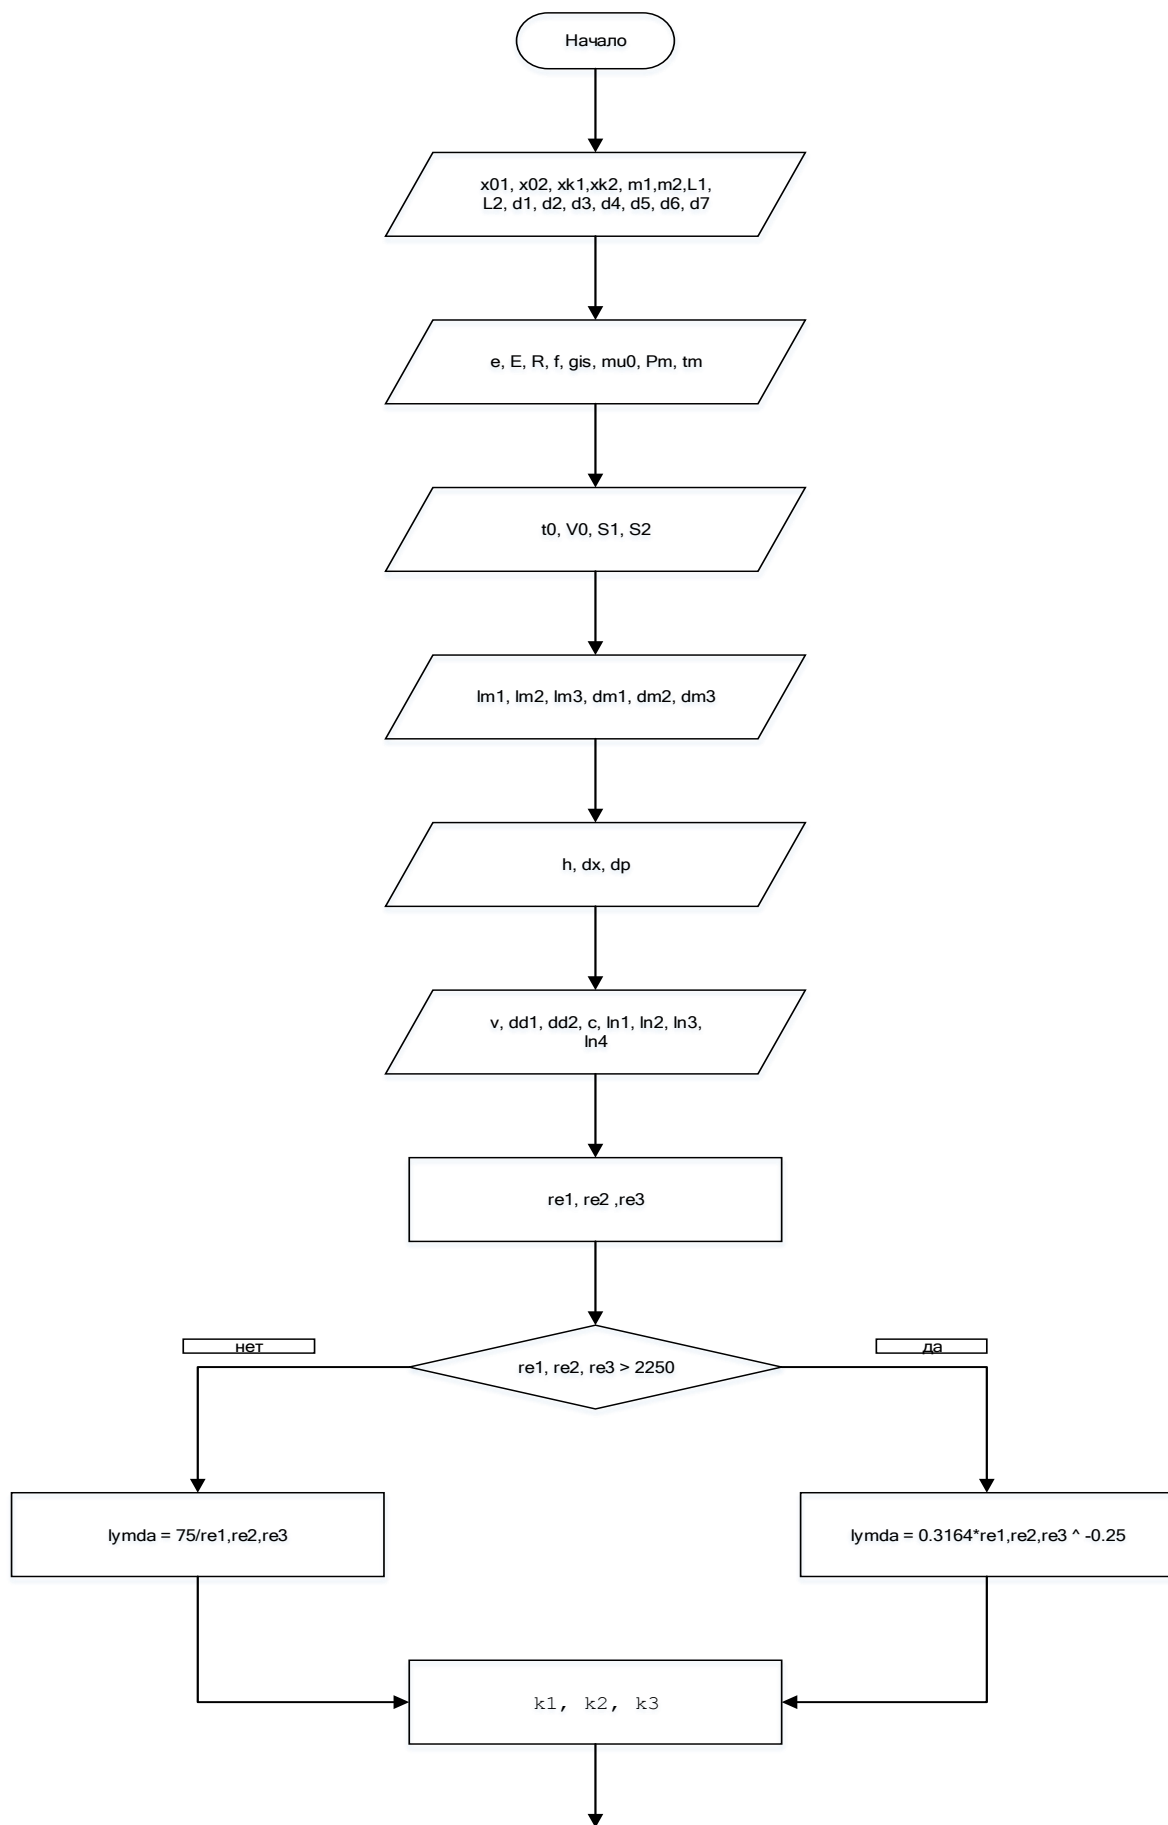 Начало
x01, x02, xk1,xk2, m1,m2,L1,
L2, d1, d2, d3, d4, d5, d6, d7
e, E, R, f, gis, mu0, Pm, tm
t0, V0, S1, S2
lm1, lm2, lm3, dm1, dm2, dm3
h, dx, dp
v, dd1, dd2, c, ln1, ln2, ln3,
ln4
re1, re2 ,re3
нет
да
re1, re2, re3 > 2250
lymda = 75/re1,re2,re3
lymda = 0.3164*re1,re2,re3 ^ -0.25
k1, k2, k3